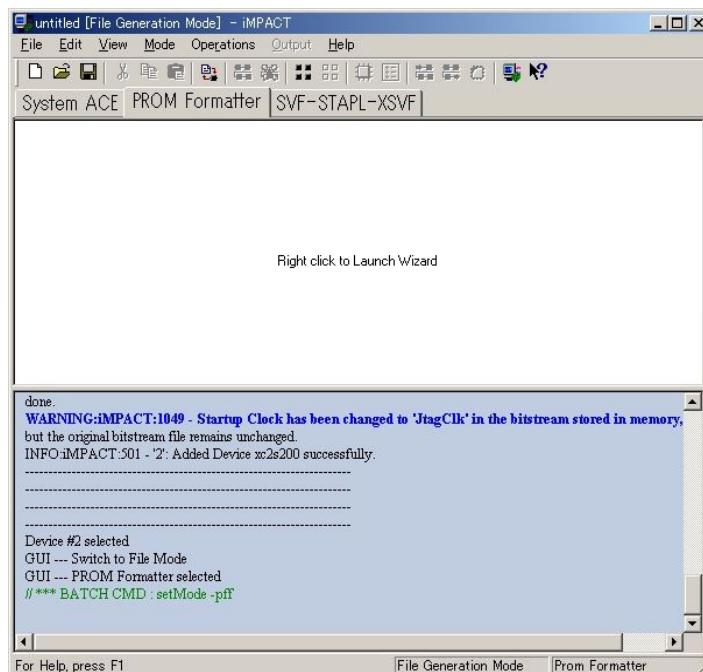 untitled [File Generation Mode] - iMPACT
File Edit View Mode Operations Output Help
System ACE PROM Formatter SVF-STAPL-XSVF
Right click to Launch Wizard
done.
WARNING:iMPACT:1049 - Startup Clock has been changed to 'JtagClk' in the bitstream stored in memory,
but the original bitstream file remains unchanged.
INFO:iMPACT:501 - '2': Added Device xc2s200 successfully.
----------------------------------------------------------------------
----------------------------------------------------------------------
----------------------------------------------------------------------
----------------------------------------------------------------------
Device #2 selected
GUI --- Switch to File Mode
GUI --- PROM Formatter selected
// *** BATCH CMD : setMode -pff
For Help, press F1 File Generation Mode Prom Formatter